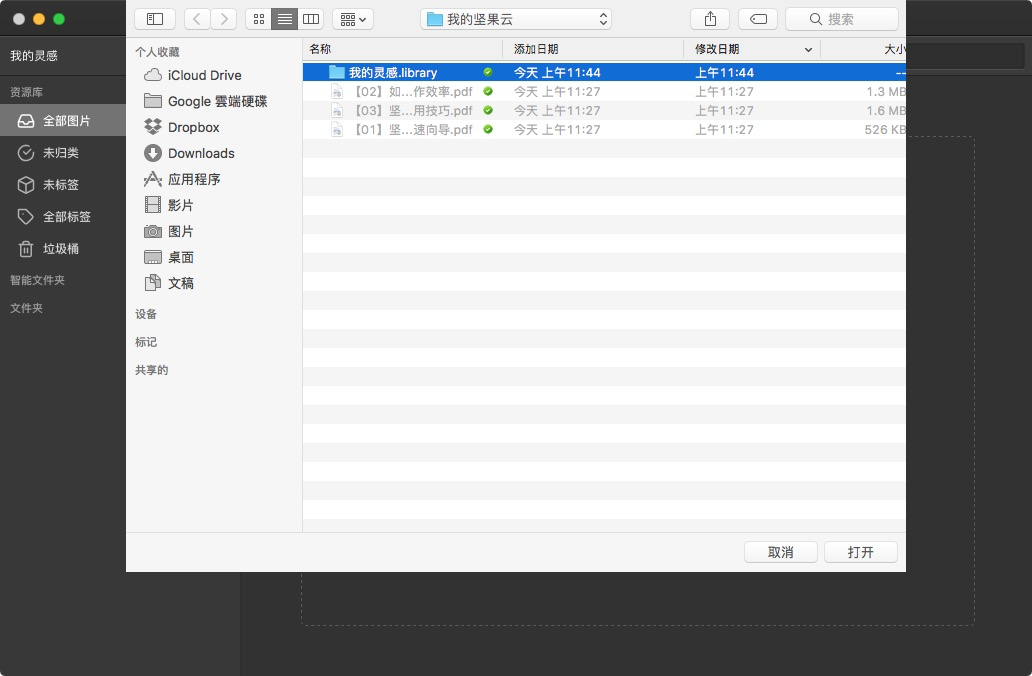 我的坚果云
搜索
我的灵感
资源库
全部图片
未归类
未标签
全部标签
垃圾桶
智能文件夹
文件夹
个人收藏
iCloud Drive
Google 雲端硬碟
Dropbox
Downloads
应用程序
影片
图片
桌面
文稿
设备
标记
共享的
名称 添加日期 修改日期 大小
我的灵感.library 今天 上午11:44 上午11:44 --
【02】如...作效率.pdf 今天 上午11:27 上午11:27 1.3 MB
【03】坚...用技巧.pdf 今天 上午11:27 上午11:27 1.6 MB
【01】坚...速向导.pdf 今天 上午11:27 上午11:27 526 KB
取消 打开